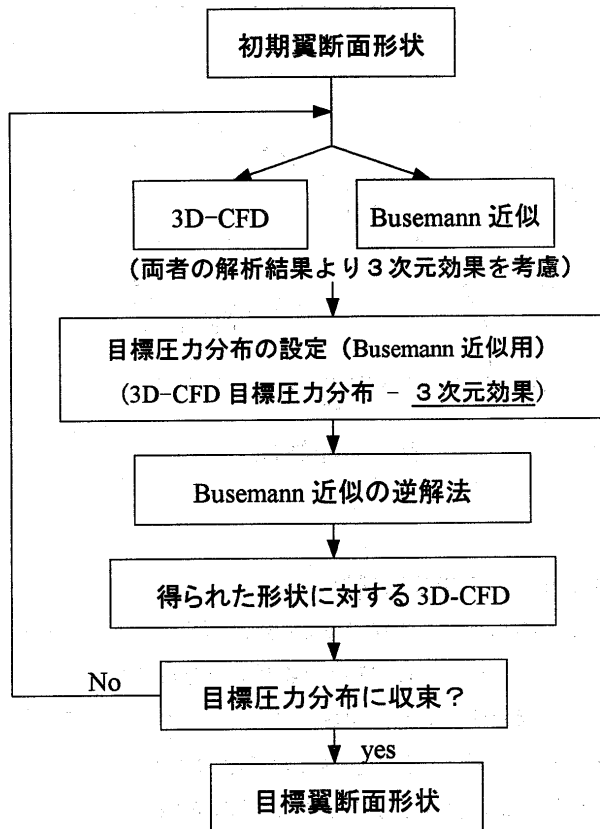 初期翼断面形状
3D-CFD
Busemann 近似
(両者の解析結果より3次元効果を考慮)
目標圧力分布の設定 (Busemann 近似用)
(3D-CFD 目標圧力分布 - 3次元効果)
Busemann 近似の逆解法
得られた形状に対する 3D-CFD
No
目標圧力分布に収束?
yes
目標翼断面形状